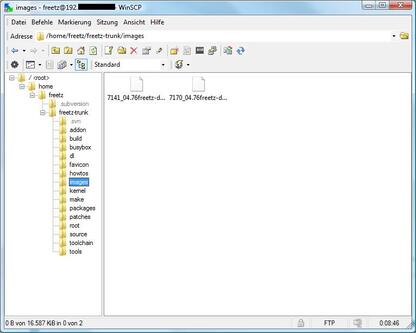 images - freetz@192. - WinSCP
Datei Befehle Markierung Sitzung Ansicht Hilfe
Adresse /home/freetz/freetz-trunk/images
Standard
/ <root>
home
freetz
.subversion
freetz-trunk
.svn
addon
build
busybox
dl
favicon
howtos
images
kernel
make
packages
patches
root
source
toolchain
tools
7141_04.76freetz-d... 7170_04.76freetz-d...
0 B von 16.587 KiB in 0 von 2 FTP 0:08:46